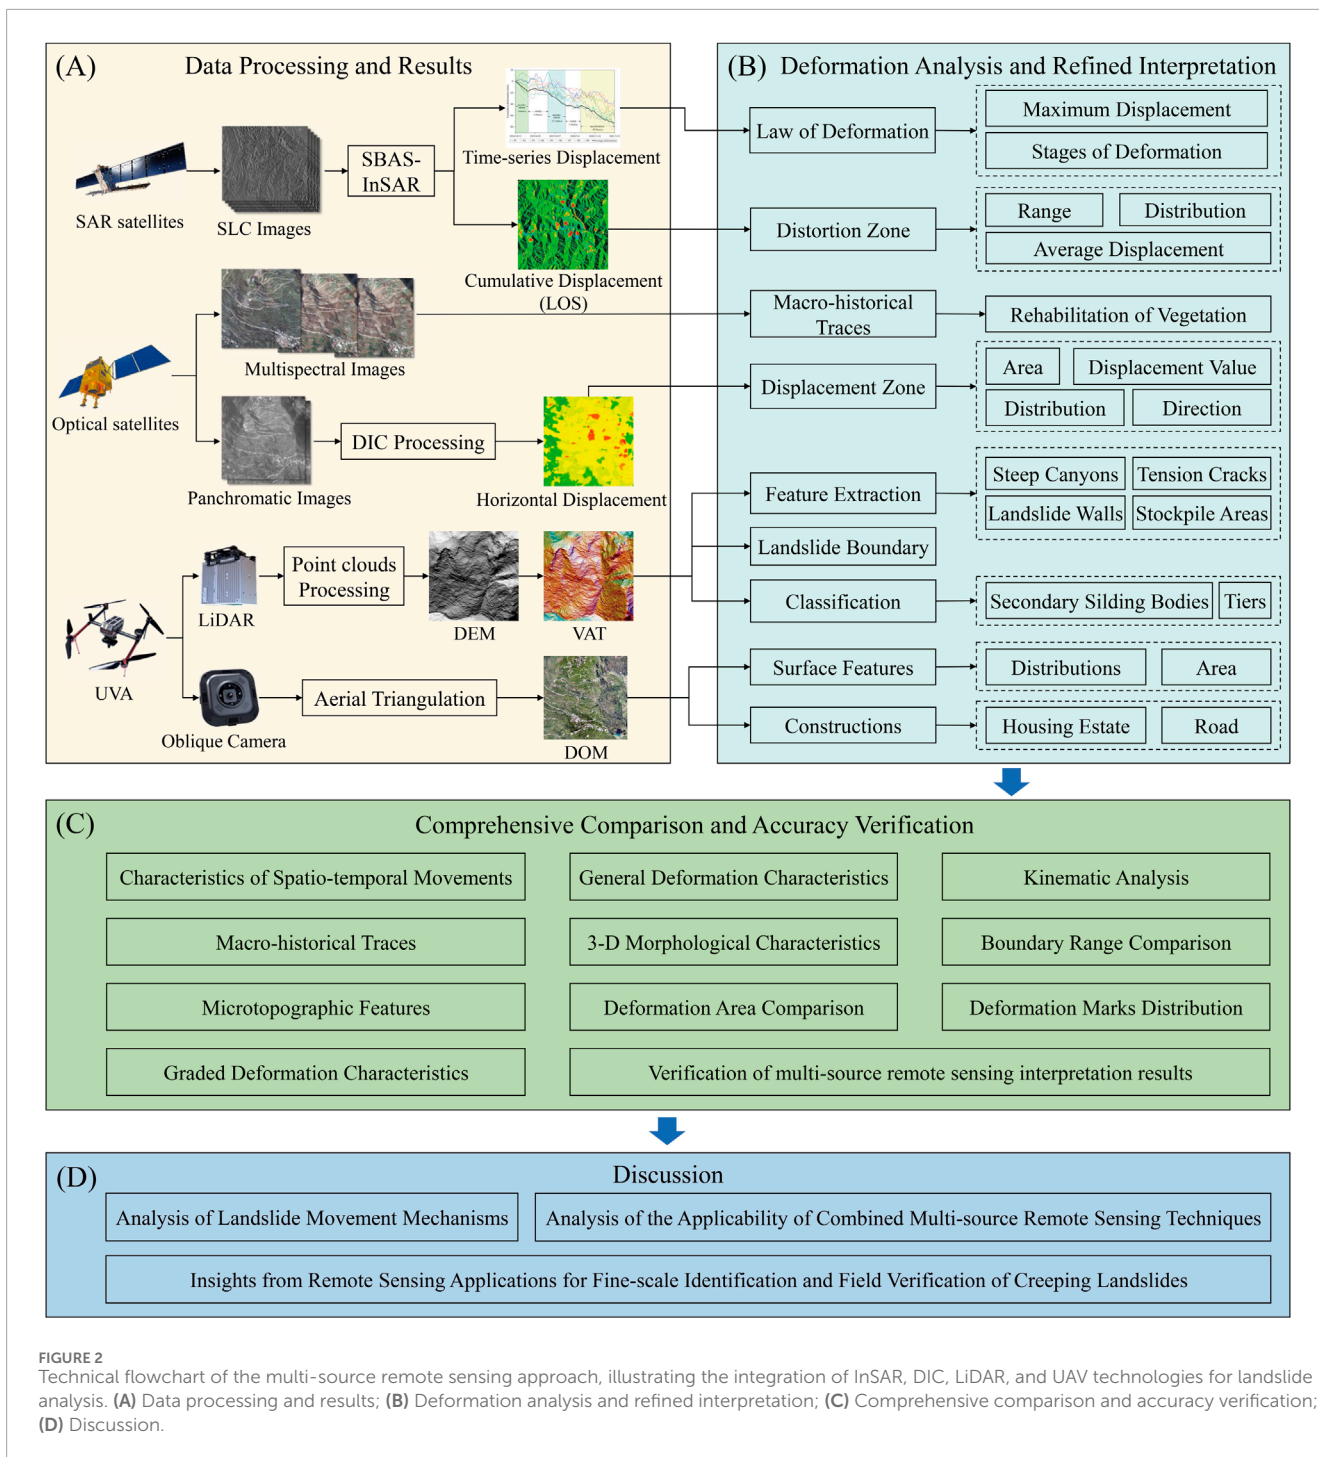 (A) Data Processing and Results
SAR satellites
SLC Images
SBAS-
InSAR
Time-series Displacement
Cumulative Displacement
(LOS)
Optical satellites
Multispectral Images
Panchromatic Images
DIC Processing
Horizontal Displacement
UVA
LiDAR
Point clouds
Processing
DEM
VAT
Oblique Camera
Aerial Triangulation
DOM
(B) Deformation Analysis and Refined Interpretation
Law of Deformation
Maximum Displacement
Stages of Deformation
Distortion Zone
Range
Distribution
Average Displacement
Macro-historical
Traces
Rehabilitation of Vegetation
Displacement Zone
Area
Displacement Value
Distribution
Direction
Feature Extraction
Steep Canyons
Tension Cracks
Landslide Walls
Stockpile Areas
Landslide Boundary
Classification
Secondary Silding Bodies
Tiers
Surface Features
Distributions
Area
Constructions
Housing Estate
Road
(C) Comprehensive Comparison and Accuracy Verification
Characteristics of Spatio-temporal Movements
General Deformation Characteristics
Kinematic Analysis
Macro-historical Traces
3-D Morphological Characteristics
Boundary Range Comparison
Microtopographic Features
Deformation Area Comparison
Deformation Marks Distribution
Graded Deformation Characteristics
Verification of multi-source remote sensing interpretation results
(D) Discussion
Analysis of Landslide Movement Mechanisms
Analysis of the Applicability of Combined Multi-source Remote Sensing Techniques
Insights from Remote Sensing Applications for Fine-scale Identification and Field Verification of Creeping Landslides
FIGURE 2
Technical flowchart of the multi-source remote sensing approach, illustrating the integration of InSAR, DIC, LiDAR, and UAV technologies for landslide
analysis. (A) Data processing and results; (B) Deformation analysis and refined interpretation; (C) Comprehensive comparison and accuracy verification;
(D) Discussion.